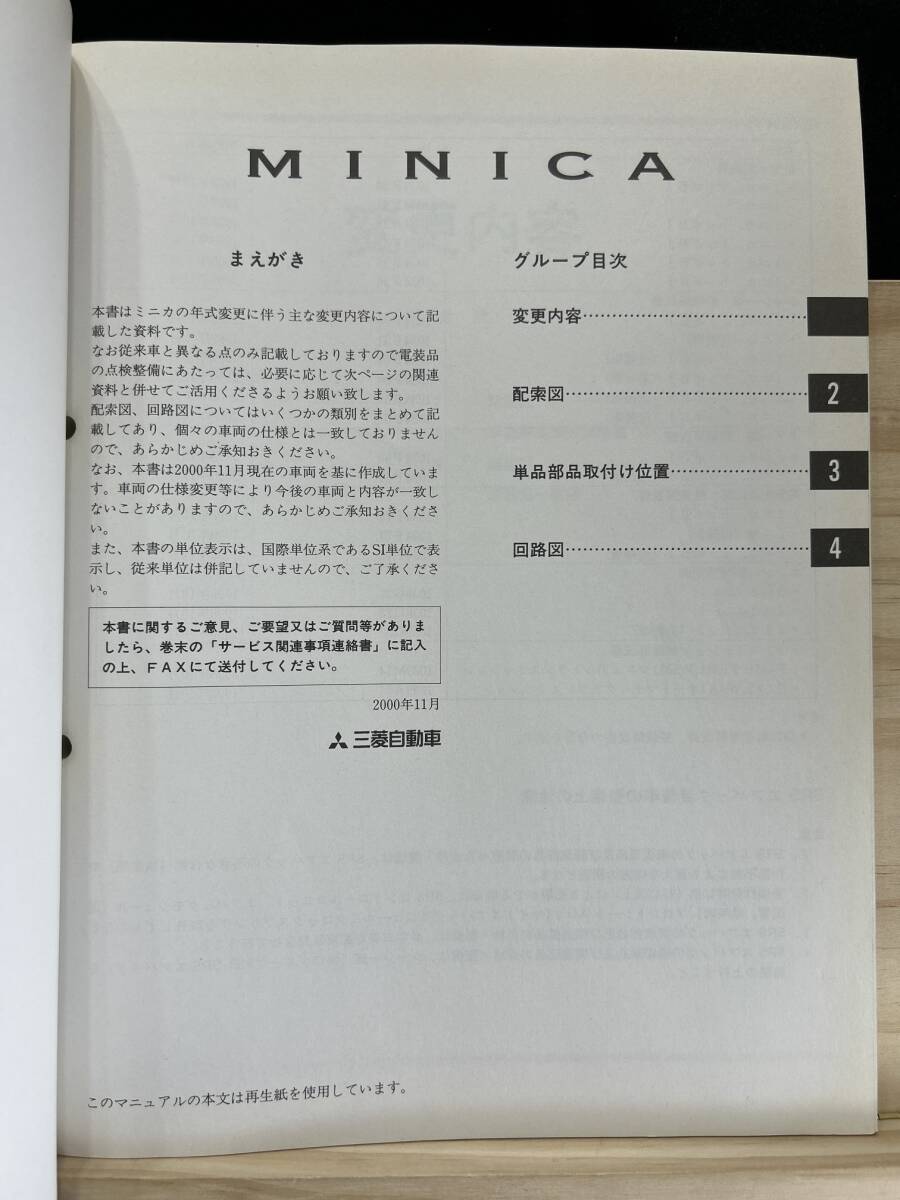 MINICA
まえがき
本書はミニカの年式変更に伴う主な変更内容について記
載した資料です。
なお従来車と異なる点のみ記載しておりますので電装品
の点検整備にあたっては、必要に応じて次ページの関連
資料と併せてご活用くださるようお願い致します。
配索図、回路図についてはいくつかの類別をまとめて記
載してあり、個々の車両の仕様とは一致しておりません
ので、あらかじめご承知おきください。
なお、本書は2000年11月現在の車両を基に作成していま
す。車両の仕様変更等により今後の車両と内容が一致し
ないことがありますので、あらかじめご承知おきくださ
い。
また、本書の単位表示は、国際単位系であるSI単位で表
示し、従来単位は併記していませんので、ご了承くださ
い。
本書に関するご意見、ご要望又はご質問等がありま
したら、巻末の「サービス関連事項連絡書」に記入
の上、FAXにて送付してください。
2000年11月
三菱自動車
グループ目次
変更内容
配索図 2
単品部品取付け位置 3
回路図 4
このマニュアルの本文は再生紙を使用しています。